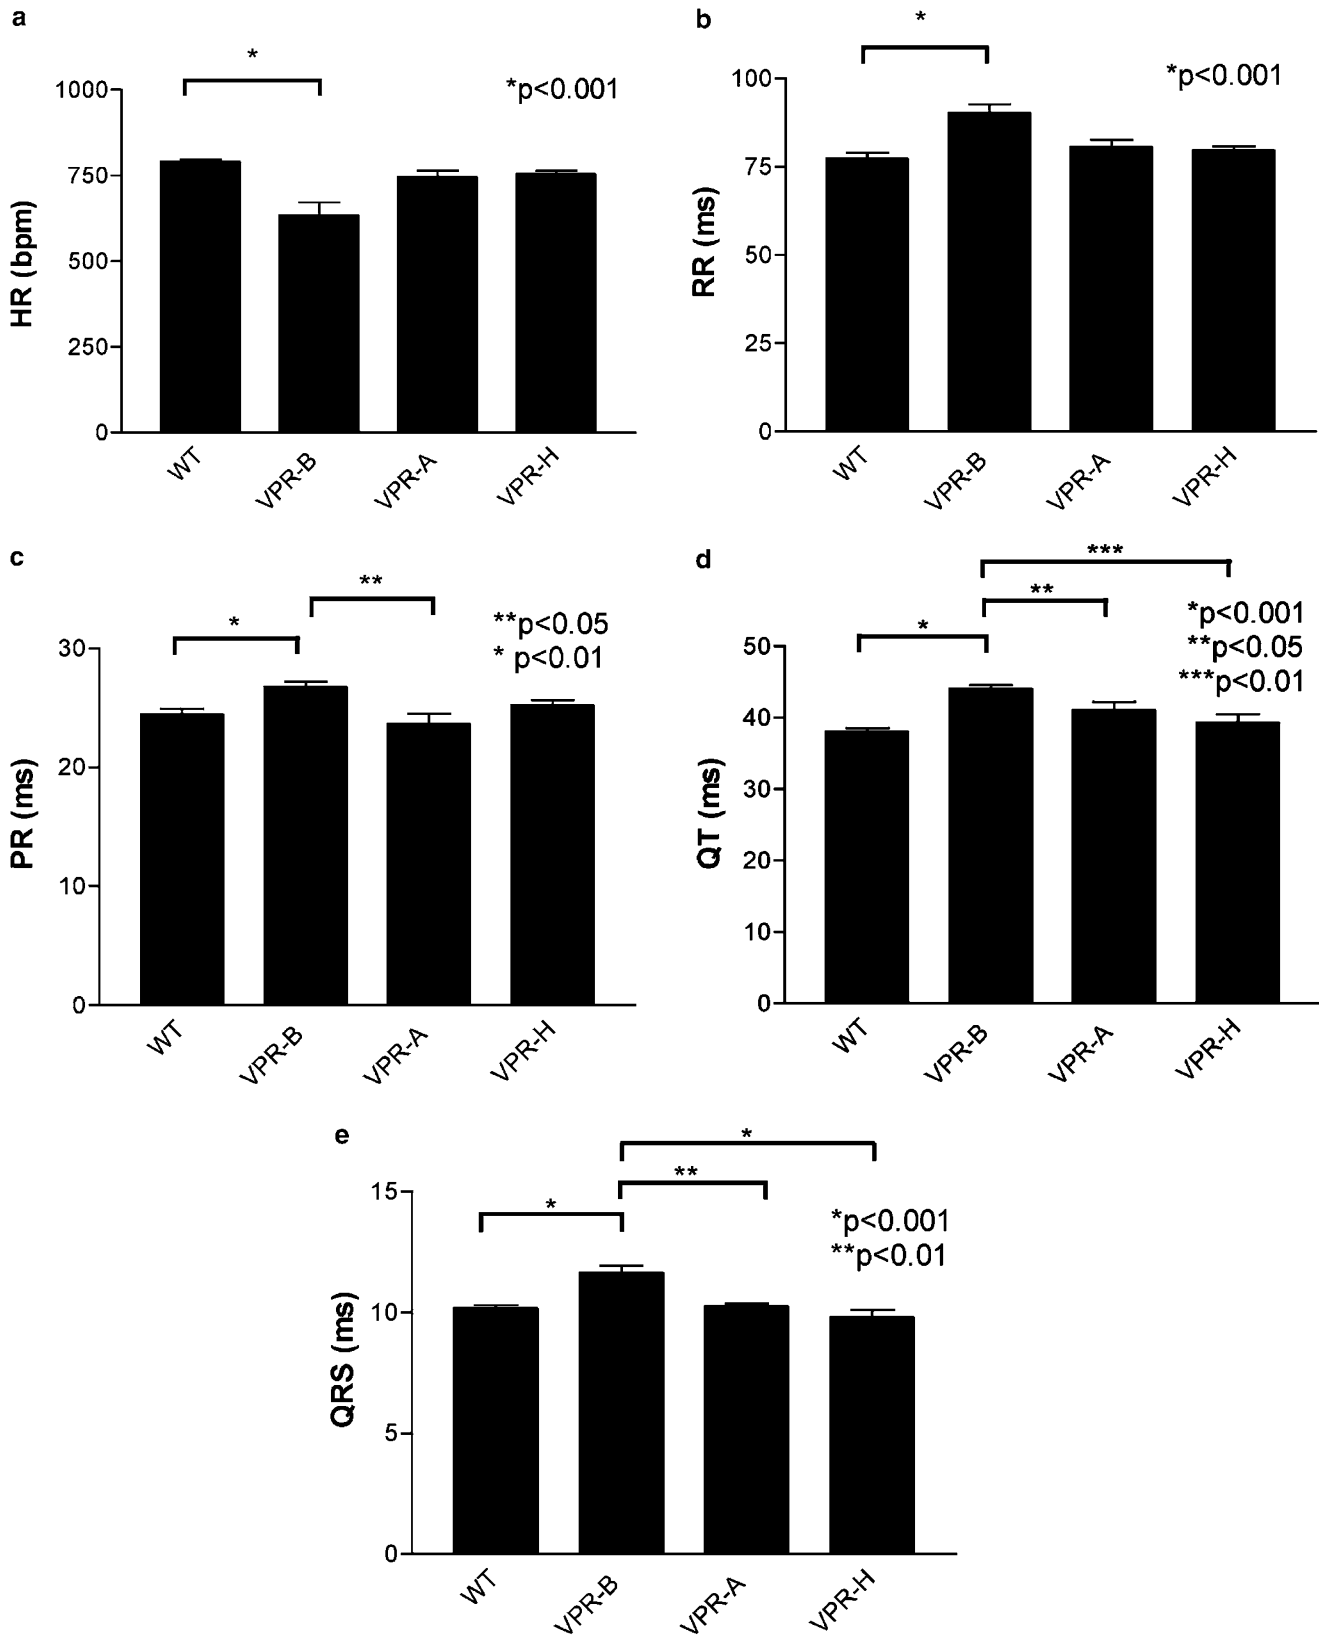 a
*
*p<0.001
1000
750
500
250
0
HR (bpm)
WT
VPR-B
VPR-A
VPR-H
b
*
*p<0.001
100
75
50
25
0
RR (ms)
WT
VPR-B
VPR-A
VPR-H
c
**
*
**p<0.05
* p<0.01
30
20
10
0
PR (ms)
WT
VPR-B
VPR-A
VPR-H
d
***
**
*
*p<0.001
**p<0.05
***p<0.01
50
40
30
20
10
0
QT (ms)
WT
VPR-B
VPR-A
VPR-H
e
*
**
*
*p<0.001
**p<0.01
15
10
5
0
QRS (ms)
WT
VPR-B
VPR-A
VPR-H